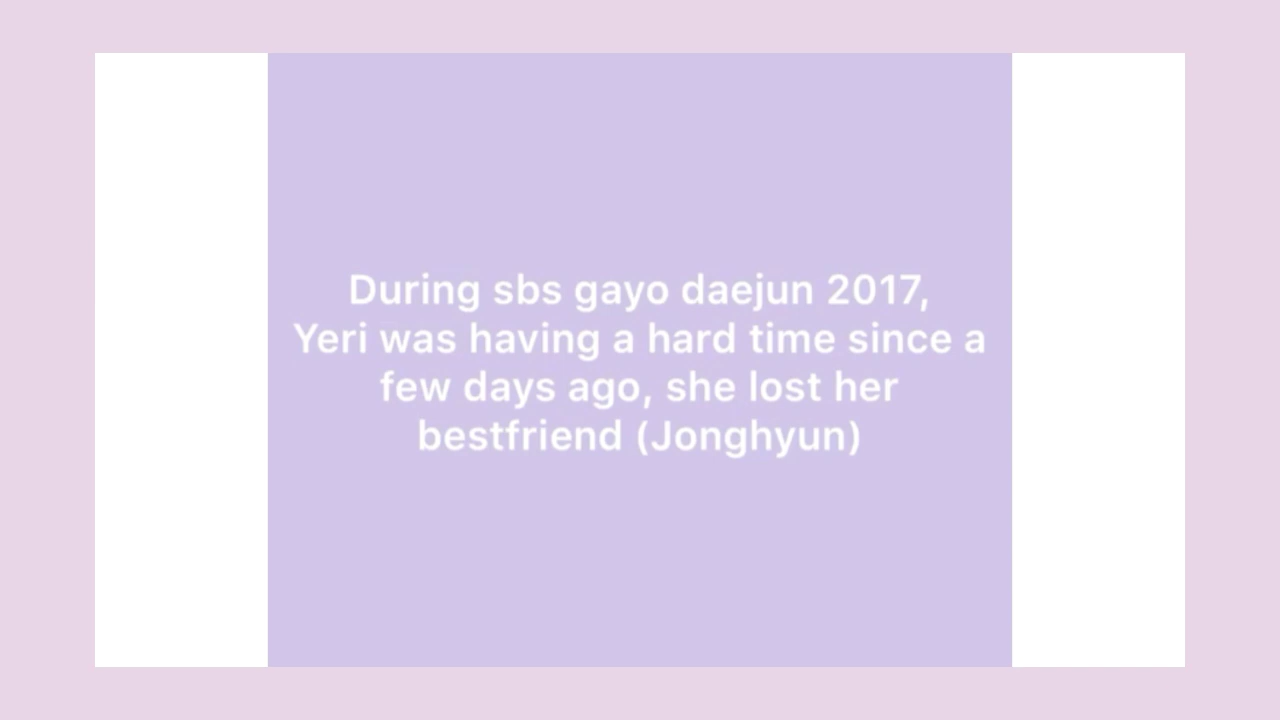 During sbs gayo daejun 2017,
Yeri was having a hard time since a
few days ago, she lost her
bestfriend (Jonghyun)